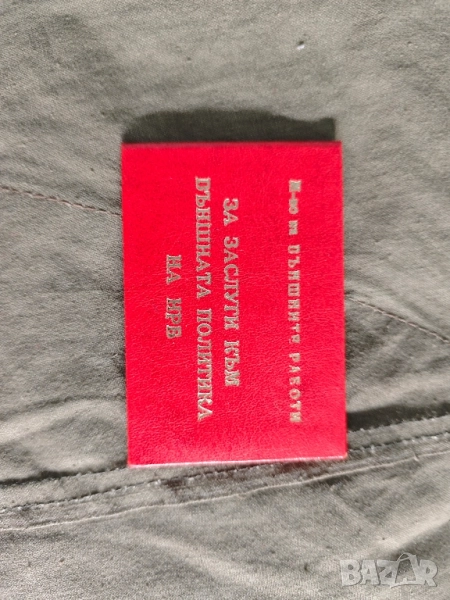 М-во на ВЪНШНИТЕ РАБОТИ
ЗА ЗАСЛУГИ КЪМ
ВЪНШНАТА ПОЛИТИКА
НА НРБ
BAZAR